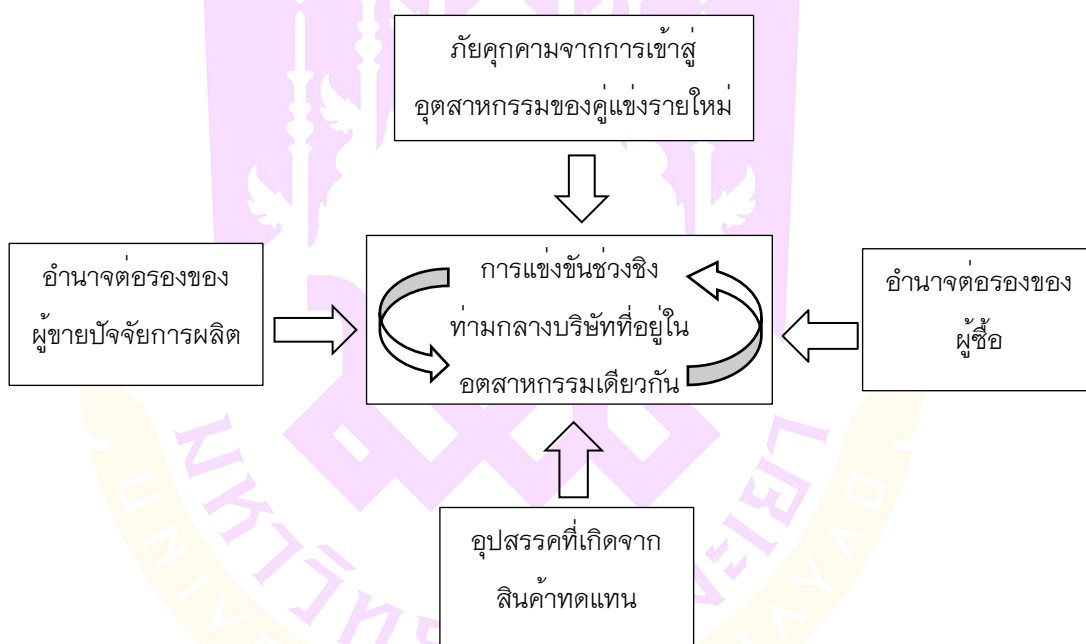 ภัยคุกคามจากการเข้าสู่
อุตสาหกรรมของคู่แข่งรายใหม่
อำนาจต่อรองของ
ผู้ขายปัจจัยการผลิต
การแข่งขันช่วงชิง
ท่ามกลางบริษัทที่อยู่ใน
อตสาหกรรมเดียวกัน
อำนาจต่อรองของ
ผู้ซื้อ
อุปสรรคที่เกิดจาก
สินค้าทดแทน